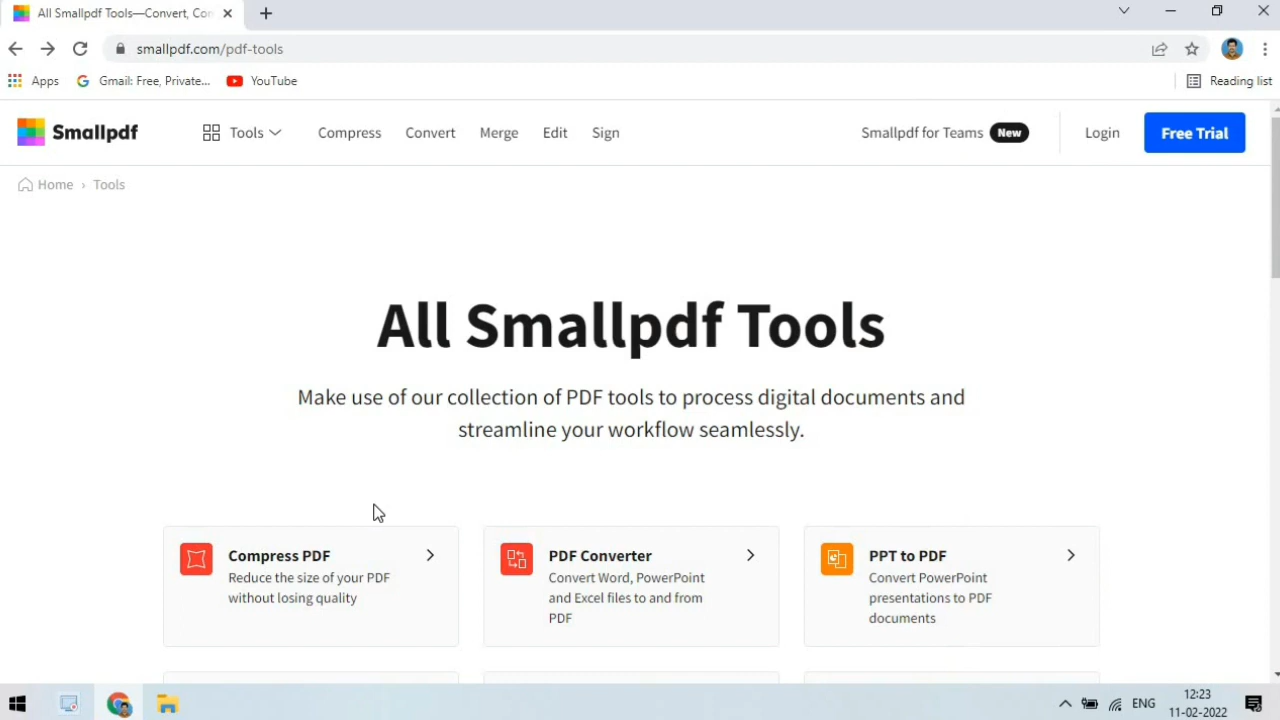 All Smallpdf Tools—Convert, Con
smallpdf.com/pdf-tools
Apps Gmail: Free, Private... YouTube Reading list
Smallpdf Tools Compress Convert Merge Edit Sign Smallpdf for Teams New Login Free Trial
Home › Tools
All Smallpdf Tools
Make use of our collection of PDF tools to process digital documents and
streamline your workflow seamlessly.
Compress PDF
Reduce the size of your PDF
without losing quality
PDF Converter
Convert Word, PowerPoint
and Excel files to and from
PDF
PPT to PDF
Convert PowerPoint
presentations to PDF
documents
ENG
12:23
11-02-2022